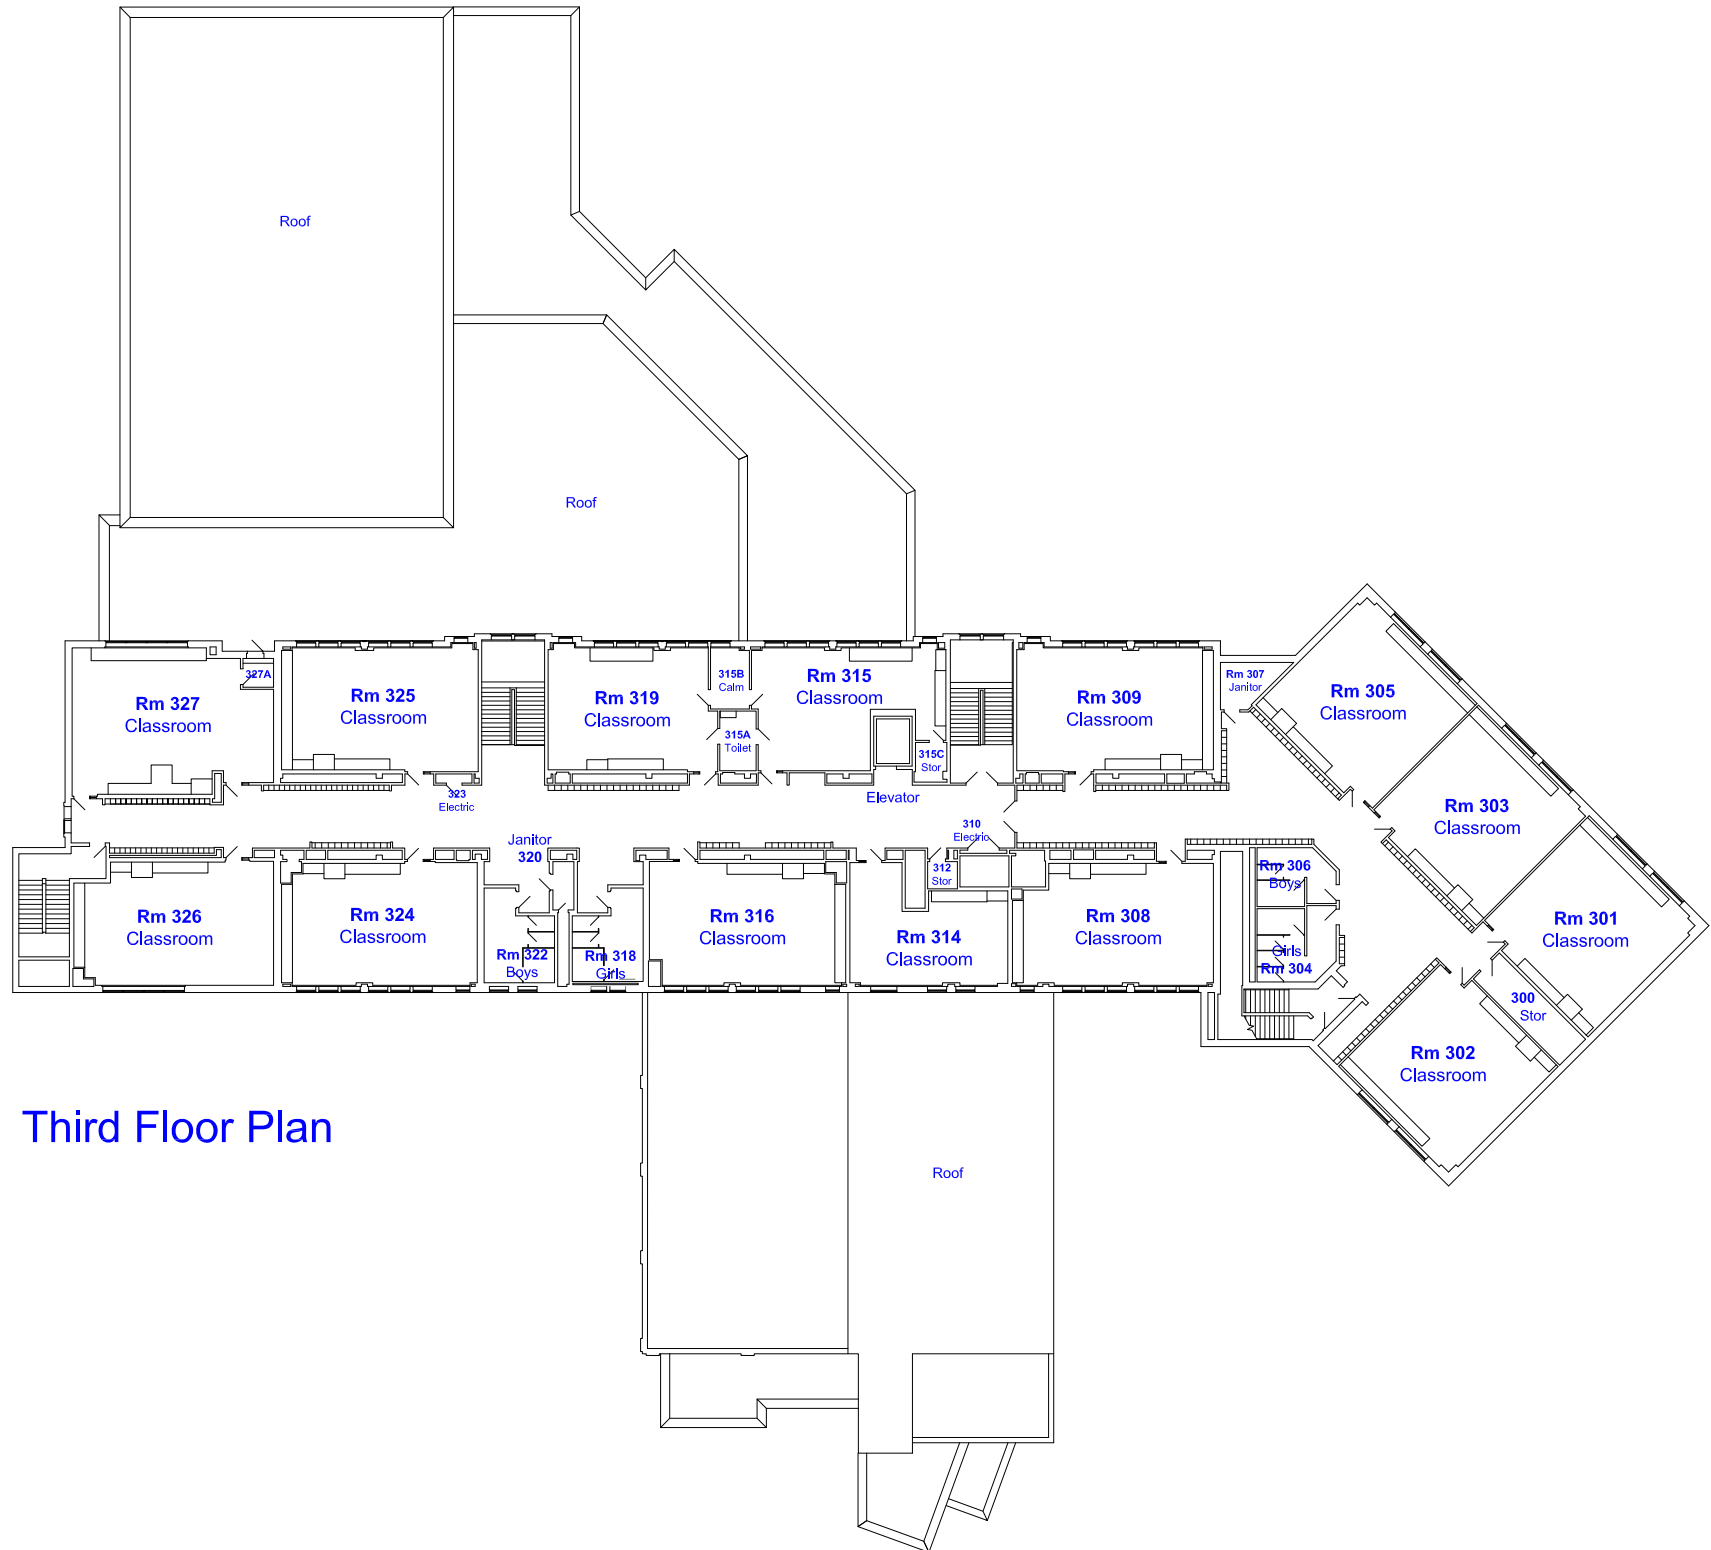 Roof
Roof
Rm 327
Classroom
327A
Rm 325
Classroom
Rm 319
Classroom
315B
Calm
315A
Toilet
Rm 315
Classroom
315C
Stor
Rm 309
Classroom
Rm 307
Janitor
Rm 305
Classroom
Rm 303
Classroom
Rm 301
Classroom
323
Electric
Elevator
310
Electric
Janitor
320
312
Stor
Rm 326
Classroom
Rm 324
Classroom
Rm 322
Boys
Rm 318
Girls
Rm 316
Classroom
Rm 314
Classroom
Rm 308
Classroom
Rm 306
Boys
Girls
Rm 304
300
Stor
Rm 302
Classroom
Third Floor Plan
Roof